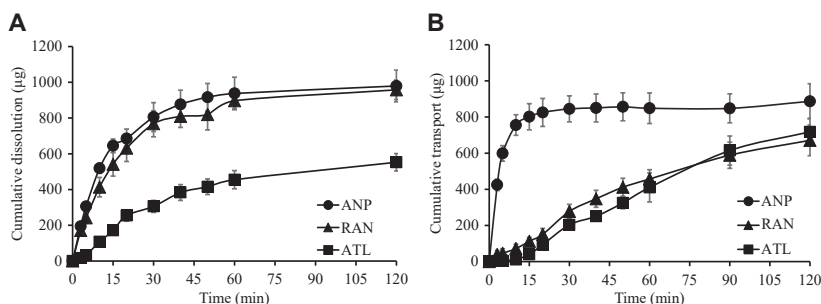 A
Cumulative dissolution (µg)
1200
1000
800
600
400
200
0
0 15 30 45 60 75 90 105 120
Time (min)
ANP
RAN
ATL
B
Cumulative transport (µg)
1200
1000
800
600
400
200
0
0 15 30 45 60 75 90 105 120
Time (min)
ANP
RAN
ATL